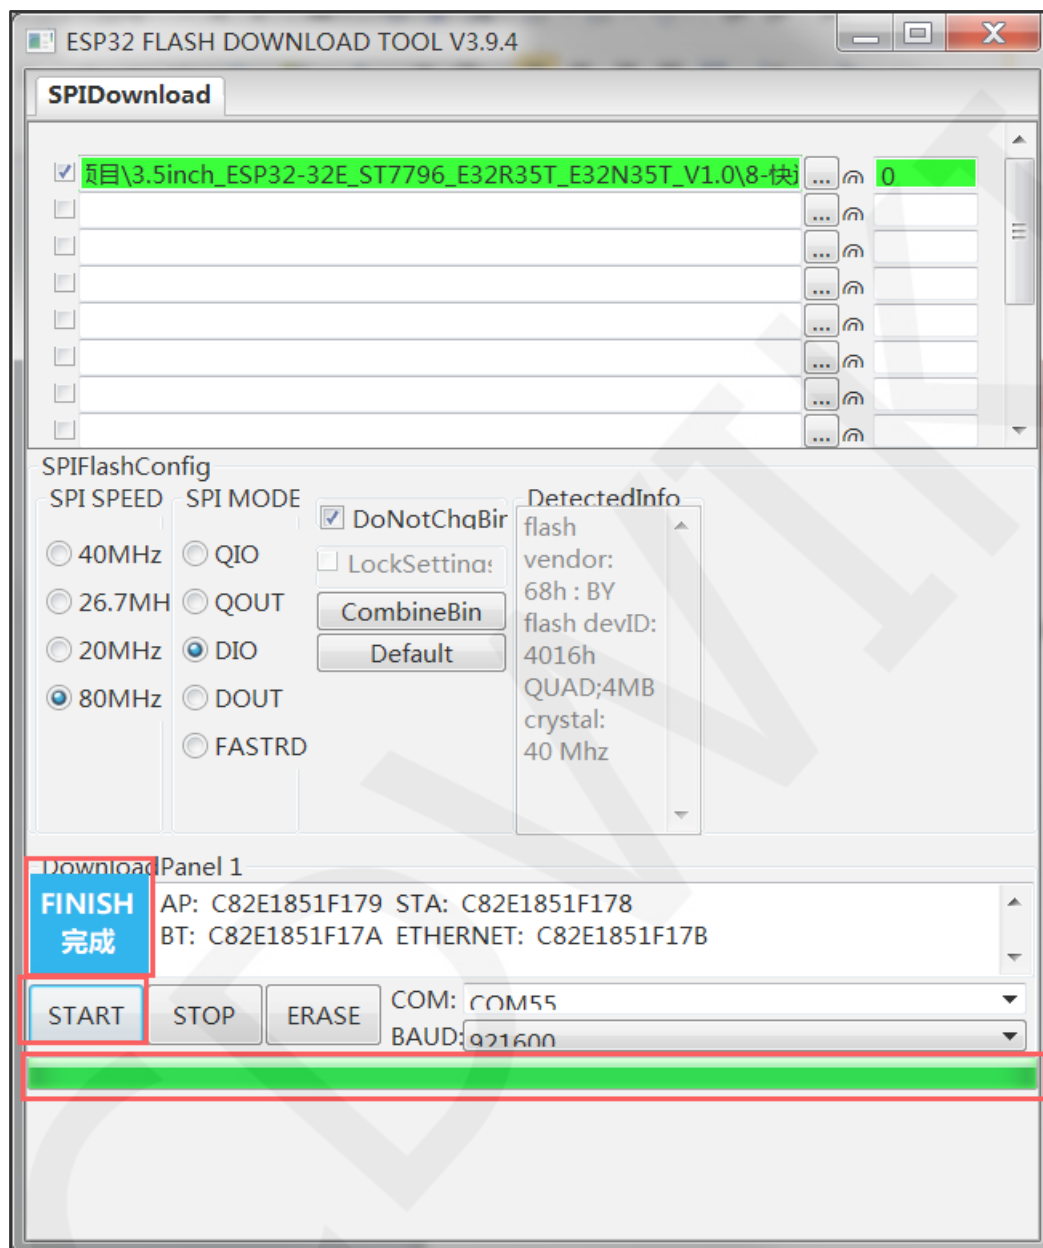 ESP32 FLASH DOWNLOAD TOOL V3.9.4
SPIDownload
项目\3.5inch_ESP32-32E_ST7796_E32R35T_E32N35T_V1.0\8-快 ... @ 0
... @
... @
... @
... @
... @
... @
... @
SPIFlashConfig
SPI SPEED
40MHz
26.7MH
20MHz
80MHz
SPI MODE
QIO
QOUT
DIO
DOUT
FASTRD
DoNotChgBin
LockSettings
CombineBin
Default
DetectedInfo
flash
vendor:
68h : BY
flash devID:
4016h
QUAD;4MB
crystal:
40 Mhz
DownloadPanel 1
FINISH
完成
AP: C82E1851F179 STA: C82E1851F178
BT: C82E1851F17A ETHERNET: C82E1851F17B
START
STOP
ERASE
COM: COM55
BAUD: 921600